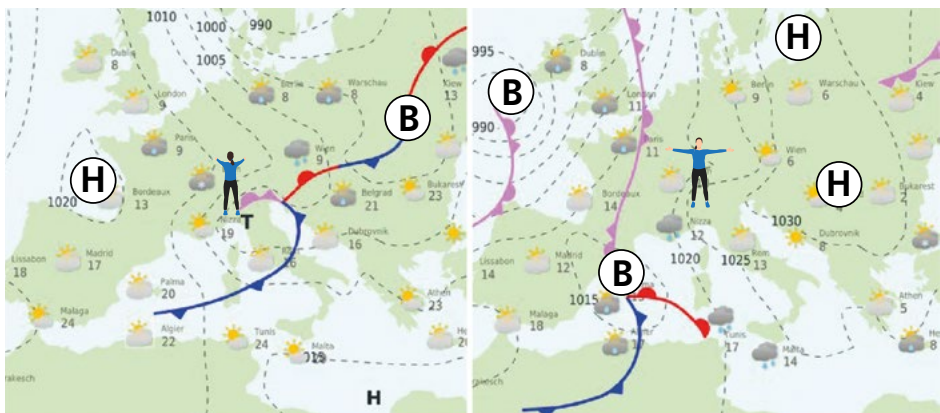 1010
1000
990
1005
Dublin
8
London
9
Berlin
8
Warschau
8
Kiew
13
B
Paris
9
Wien
9
H
1020
Bordeaux
13
T
Nizza
19
Belgrad
21
Bukarest
23
Dubrovnik
16
16
Lissabon
18
Madrid
17
Palma
20
Athen
23
Malaga
24
Algier
22
Tunis
24
Malta
H
995
B
990
Dublin
8
London
11
H
Berlin
9
Warschau
6
Kiew
4
Paris
11
Wien
6
H
Bukarest
2
Bordeaux
14
Nizza
12
1030
Dubrovnik
8
Rom
13
1025
1020
Lissabon
14
Madrid
12
B
1015
Malaga
18
17
Tunis
17
Malta
14
Athen
5
8